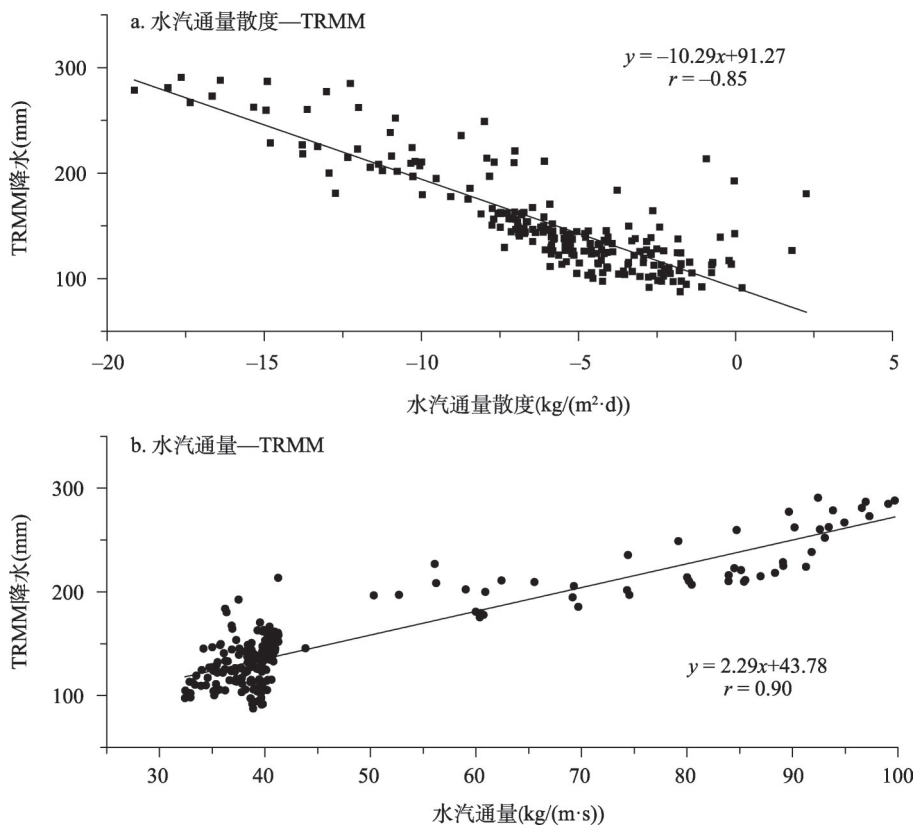 a. 水汽通量散度—TRMM
y = –10.29x+91.27
r = –0.85
300
200
100
TRMM降水(mm)
–20
–15
–10
–5
0
5
水汽通量散度(kg/(m²·d))
b. 水汽通量—TRMM
300
200
100
TRMM降水(mm)
y = 2.29x+43.78
r = 0.90
30
40
50
60
70
80
90
100
水汽通量(kg/(m·s))